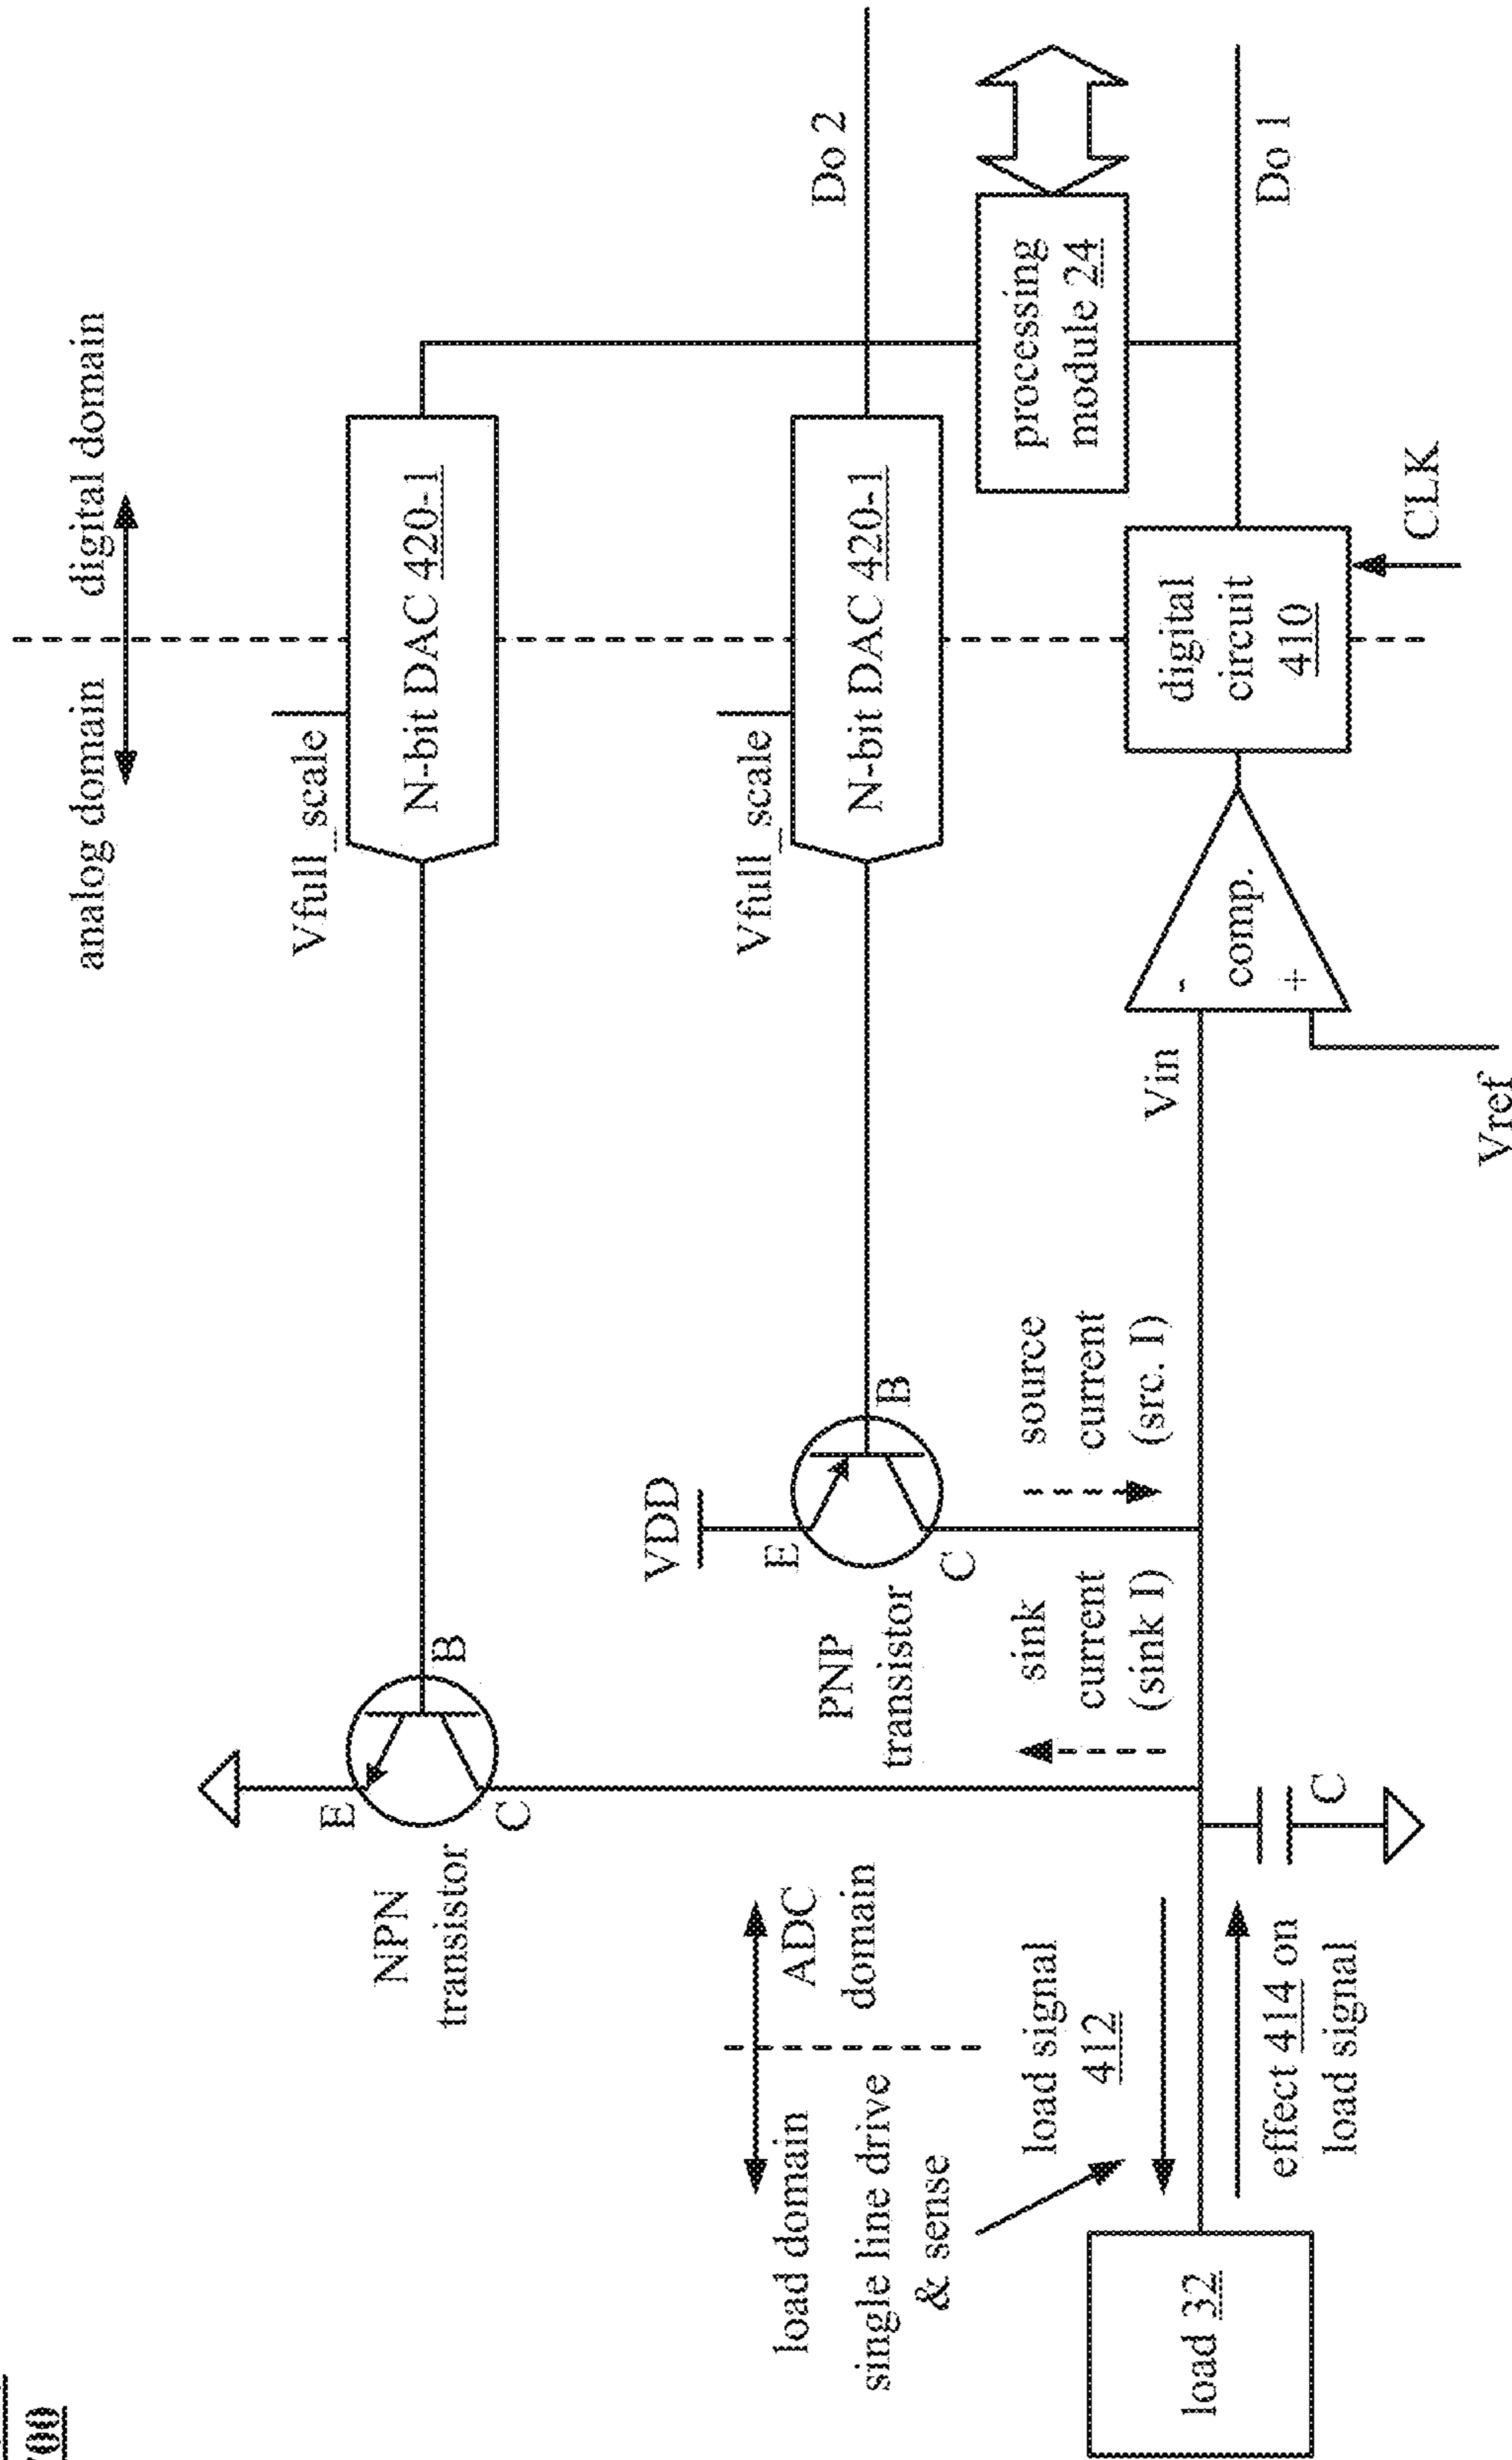 analog domain
digital domain
Vfull_scale
N-bit DAC 420-1
NPN
transistor
E
B
C
VDD
Vfull_scale
N-bit DAC 420-1
Do 2
E
B
C
PNP
transistor
load domain
ADC
domain
single line drive
& sense
load signal
412
sink
current
(sink I)
source
current
(src. I)
processing
module 24
load 32
effect 414 on
load signal
C
Vin
Vref
-
comp.
+
digital
circuit
410
CLK
Do 1